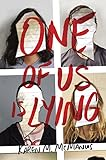 ONE
OF US
IS LYING
KAREN M. McMANUS